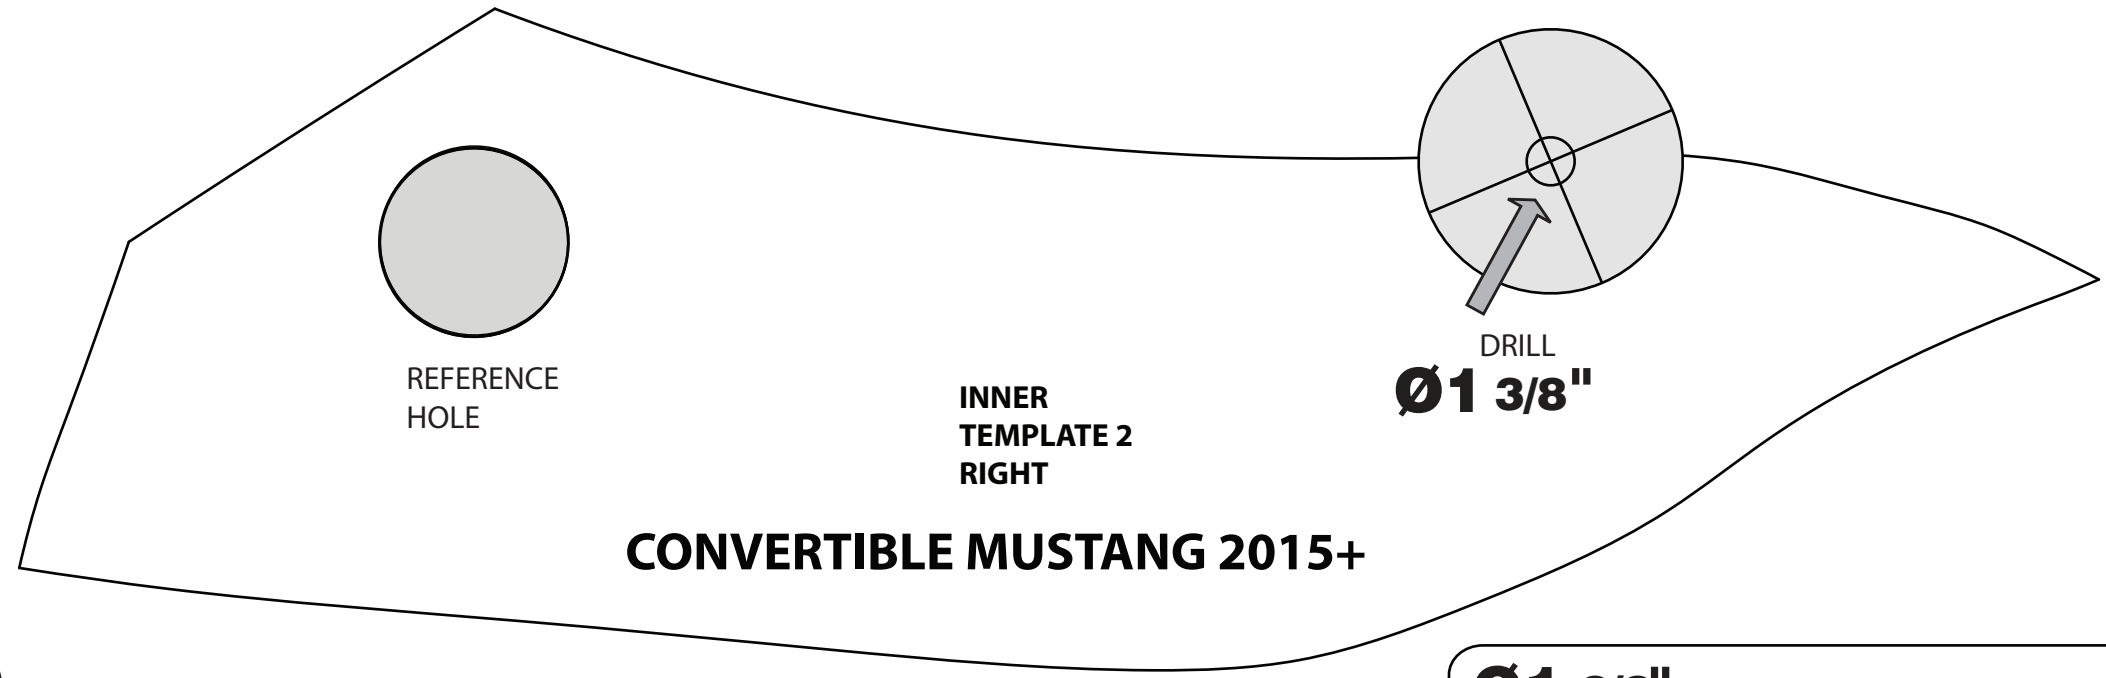 DRILL
Ø1 3/8"
REFERENCE
HOLE
INNER
TEMPLATE 2
RIGHT
CONVERTIBLE MUSTANG 2015+